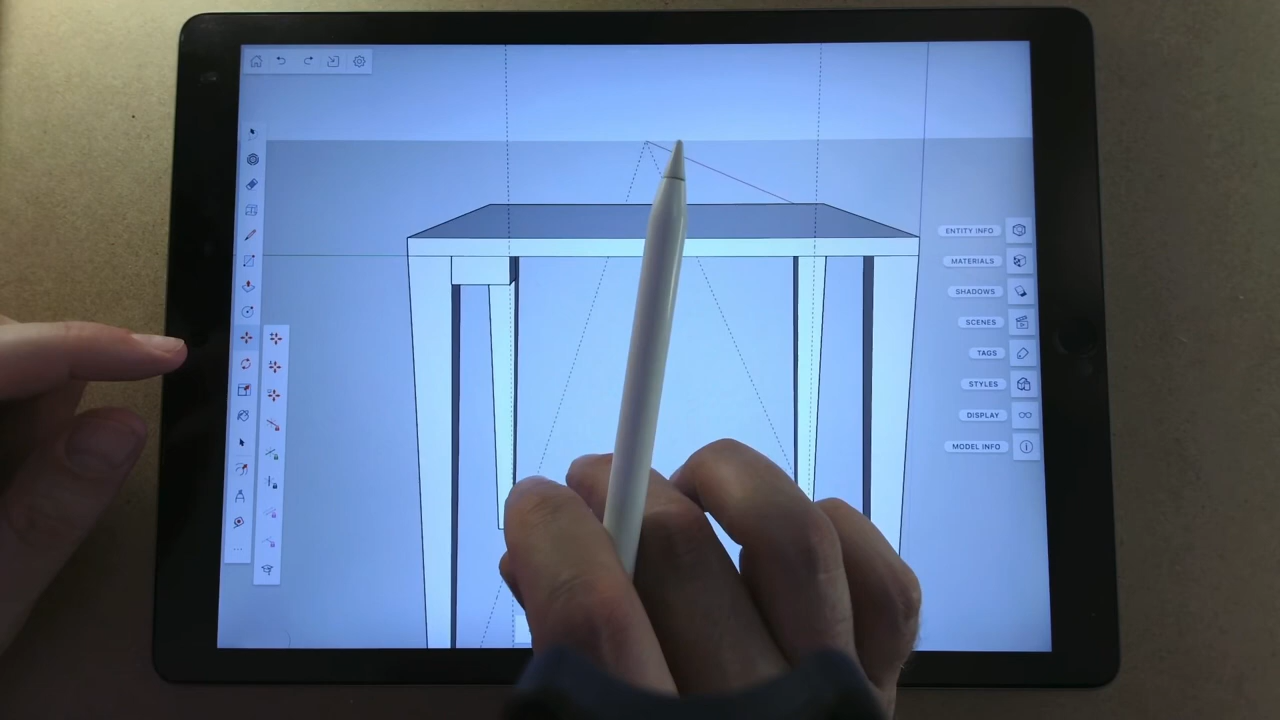 ENTITY INFO
MATERIALS
SHADOWS
SCENES
TAGS
STYLES
DISPLAY
MODEL INFO